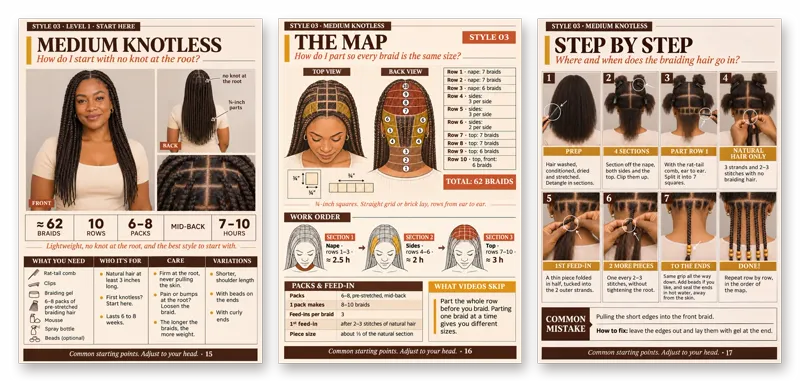 STYLE 03 · LEVEL 1 · START HERE
MEDIUM KNOTLESS
How do I start with no knot at the root?
no knot at
the root
¾-inch
parts
BACK
FRONT
≈ 62
BRAIDS
10
ROWS
6–8
PACKS
MID-BACK
7–10
HOURS
Lightweight, no knot at the root, and the best style to start with.
WHAT YOU NEED
Rat-tail comb
Clips
Braiding gel
6–8 packs of
pre-stretched
braiding hair
Mousse
Spray bottle
Beads (optional)
WHO IT'S FOR
Natural hair at
least 3 inches
long.
First knotless?
Start here.
Lasts 6 to 8
weeks.
CARE
Firm at the root,
never pulling
the skin.
Pain or bumps
at the root?
Loosen the
braid.
The longer the
braids, the
more weight.
VARIATIONS
Shorter,
shoulder
length
With beads on
the ends
With curly
ends
Common starting points. Adjust to your head. · 15
STYLE 03 · MEDIUM KNOTLESS
THE MAP
STYLE 03
How do I part so every braid is the same size?
TOP VIEW
BACK VIEW
Row 1 - nape: 7 braids
Row 2 - nape: 7 braids
Row 3 - nape: 6 braids
Row 4 - sides:
3 per side
Row 5 - sides:
3 per side
Row 6 - sides:
2 per side
Row 7 - top: 7 braids
Row 8 - top: 7 braids
Row 9 - top: 6 braids
Row 10 - top, front:
6 braids
TOTAL: 62 BRAIDS
¾"
¾"
¾-inch squares. Straight grid or brick lay, rows from ear to ear.
WORK ORDER
SECTION 1
Nape ·
rows 1–3 ·
≈ 2.5 h
SECTION 2
Sides ·
rows 4–6 ·
≈ 2 h
SECTION 3
Top ·
rows 7–10 ·
≈ 3 h
PACKS & FEED-IN
Packs 6–8, pre-stretched, mid-back
1 pack makes 8–10 braids
Feed-ins per braid 3
1st feed-in after 2–3 stitches of natural hair
Piece size about ⅓ of the natural section
WHAT VIDEOS SKIP
Part the whole row
before you braid. Parting
one braid at a time
gives you different
sizes.
Common starting points. Adjust to your head. · 16
STYLE 03 · MEDIUM KNOTLESS
STEP BY STEP
Where and when does the braiding hair go in?
1
PREP
Hair washed,
conditioned, dried
and stretched.
Detangle in sections.
2
4 SECTIONS
Section off the nape,
both sides and the
top. Clip them up.
3
PART ROW 1
With the rat-tail
comb, ear to ear.
Split it into 7
squares.
4
NATURAL
HAIR ONLY
3 strands and 2–3
stitches with no
braiding hair.
5
1ST FEED-IN
A thin piece folded
in half, tucked into
the 2 outer strands.
6
2 MORE PIECES
One every 2–3
stitches, without
tightening the root.
7
TO THE ENDS
Same grip all the way
down. Add beads if you
like, and seal the ends
in hot water, away
from the skin.
8
DONE!
Repeat row by row,
in the order
of the map.
COMMON
MISTAKE
Pulling the short edges into the front braid.
How to fix: leave the edges out and lay them with gel at the end.
Common starting points. Adjust to your head. · 17